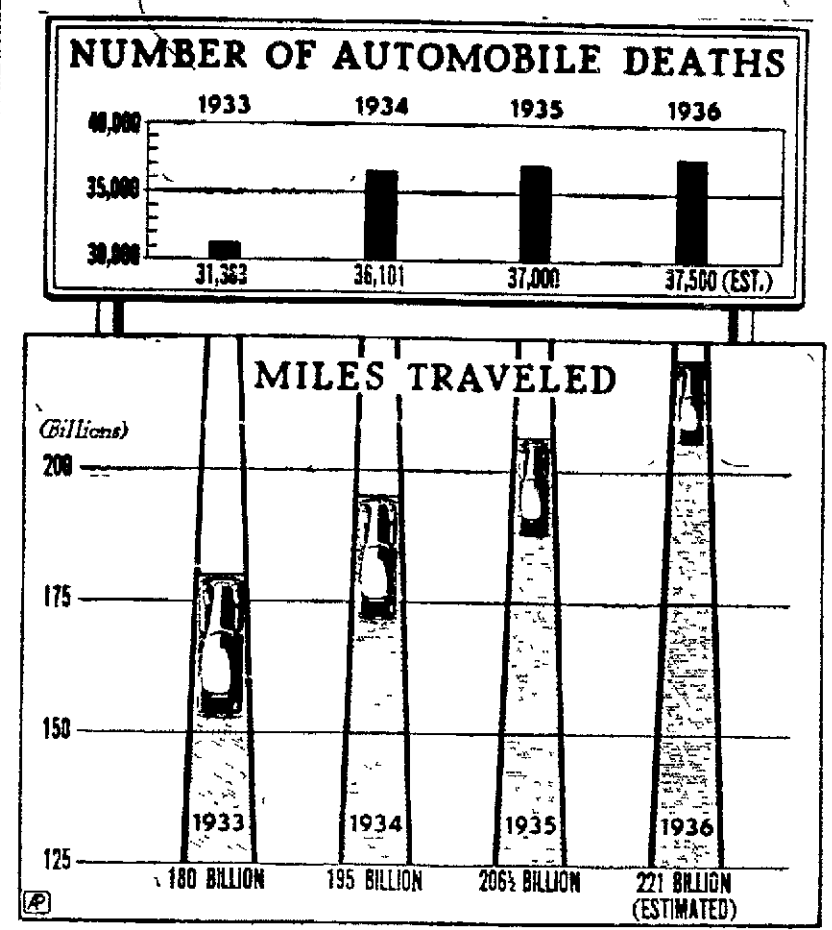 NUMBER OF AUTOMOBILE DEATHS
1933 1934 1935 1936
40,000
35,000
30,000
31,363 36,101 37,000 37,500 (EST.)
MILES TRAVELED
(Billions)
200
175
150
1933 1934 1935 1936
125
180 BILLION 195 BILLION 206½ BILLION 221 BILLION
(ESTIMATED)
AP